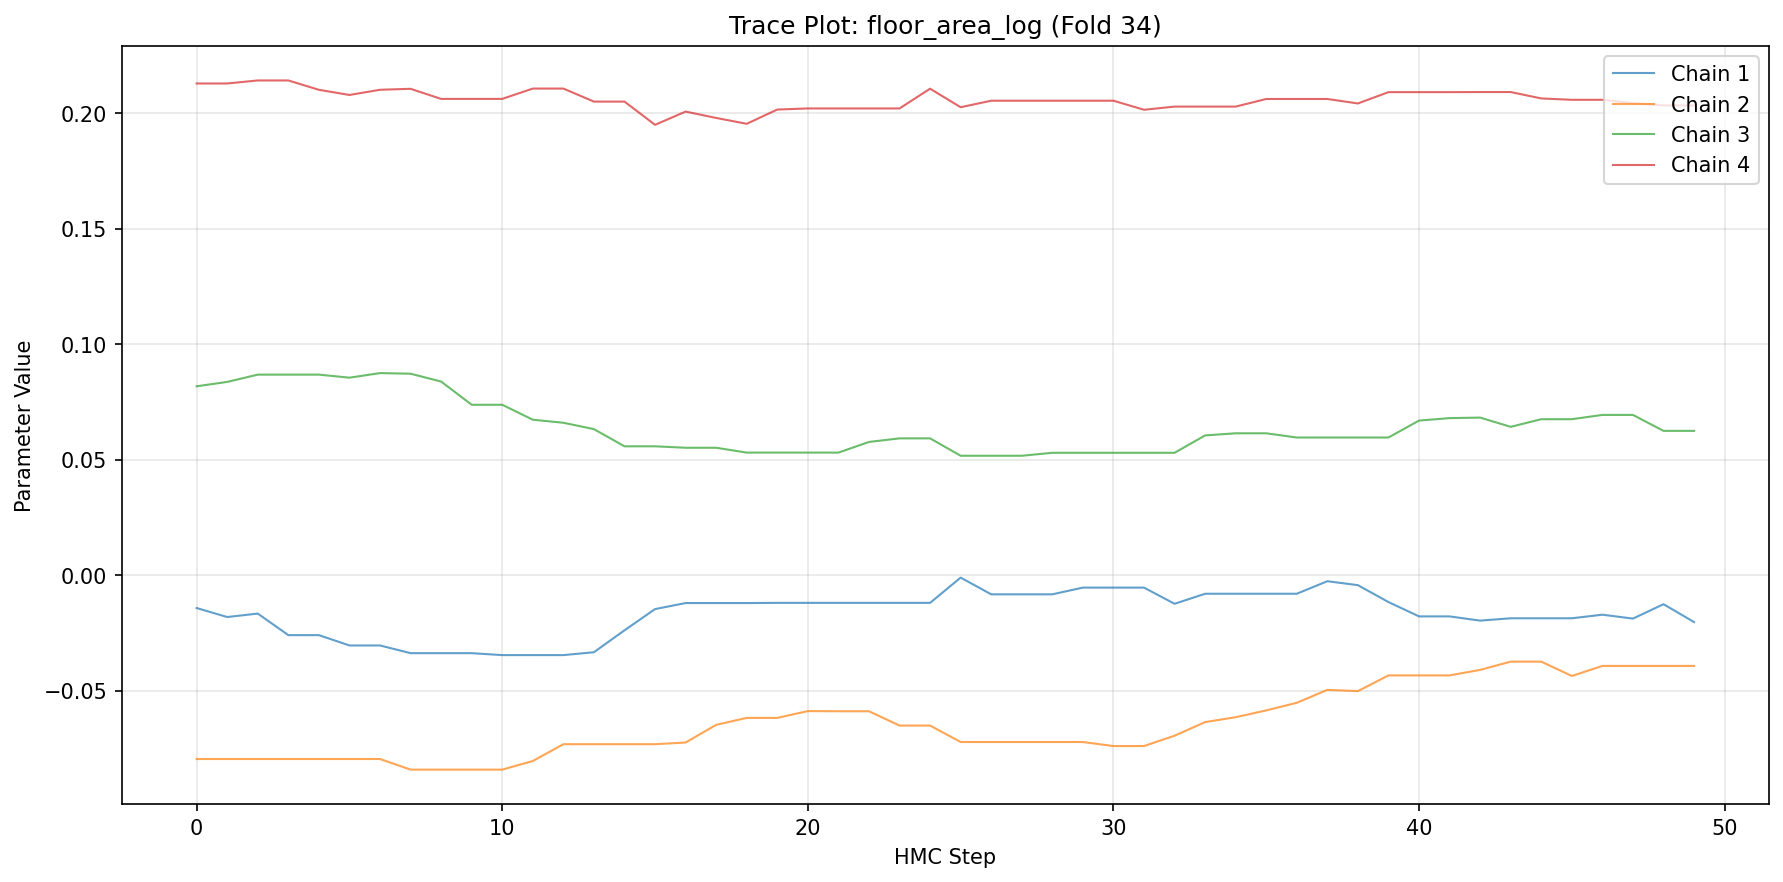 Trace Plot: floor_area_log (Fold 34)
Chain 1
Chain 2
Chain 3
Chain 4
Parameter Value
0.20
0.15
0.10
0.05
0.00
−0.05
0 10 20 30 40 50
HMC Step